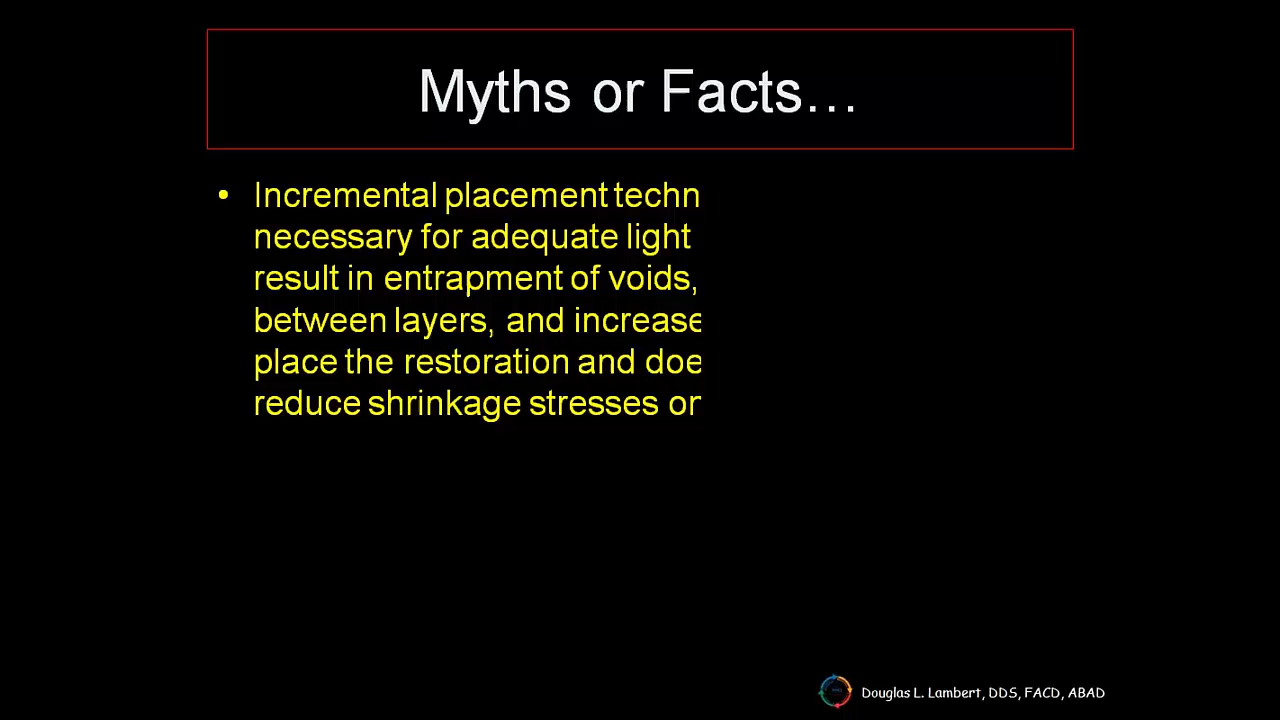 Myths or Facts...
• Incremental placement techn
necessary for adequate light
result in entrapment of voids,
between layers, and increase
place the restoration and doe
reduce shrinkage stresses on
Douglas L. Lambert, DDS, FACD, ABAD